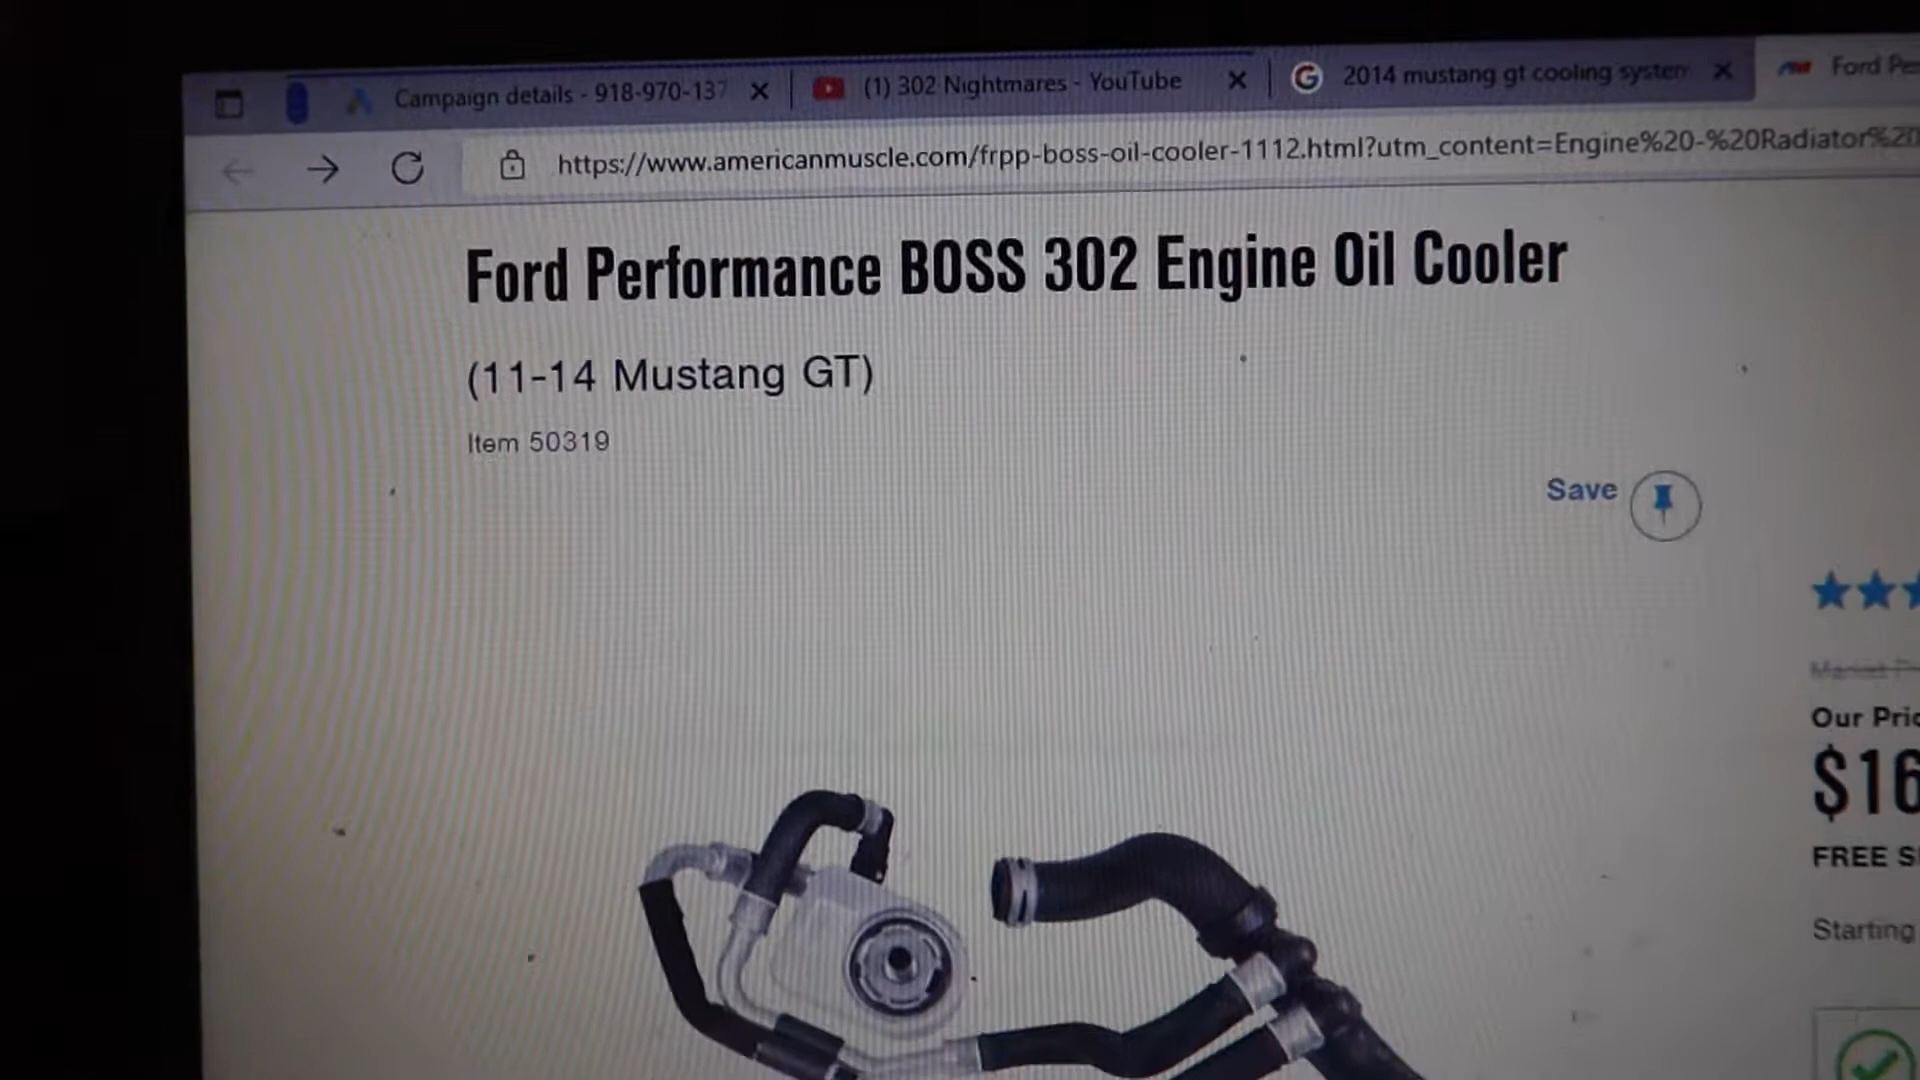 Campaign details - 918-970-137
(1) 302 Nightmares - YouTube
2014 mustang gt cooling system
Ford Pe
https://www.americanmuscle.com/frpp-boss-oil-cooler-1112.html?utm_content=Engine%20-%20Radiator%20
Ford Performance BOSS 302 Engine Oil Cooler
(11-14 Mustang GT)
Item 50319
Save
Our Pric
$16
FREE S
Starting